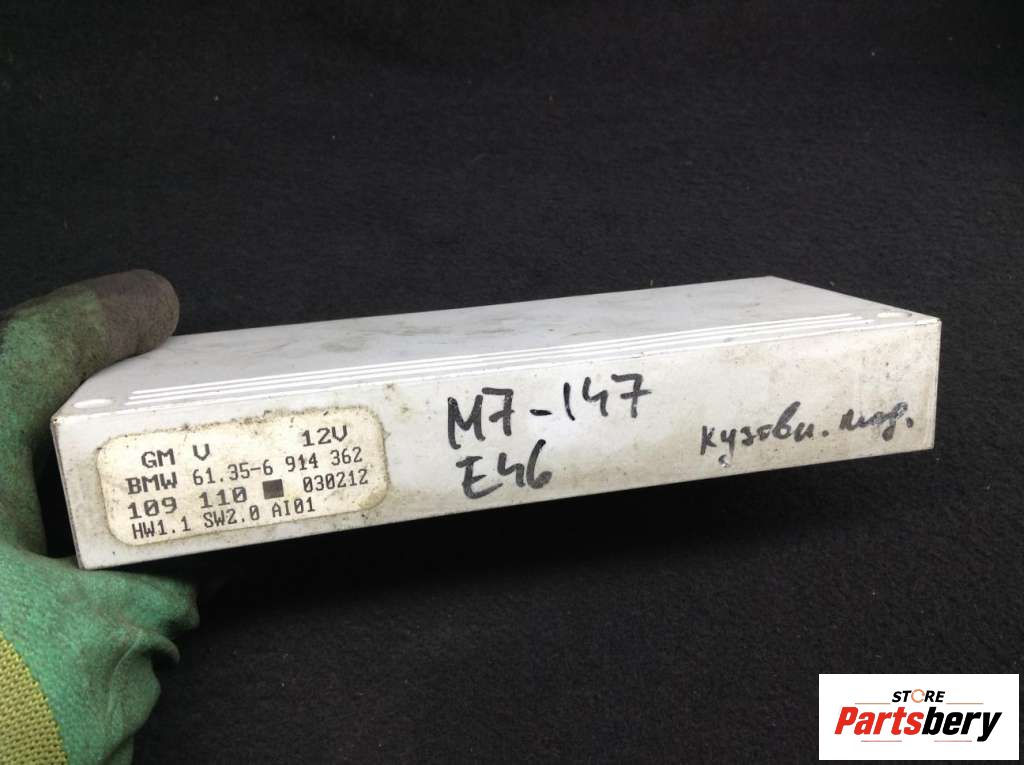 GM V 12V
BMW 61.35-6 914 362
109 110 030212
HW1.1 SW2.0 AI01
M7-147
E46
кузовн. мод.
STORE
Partsbery